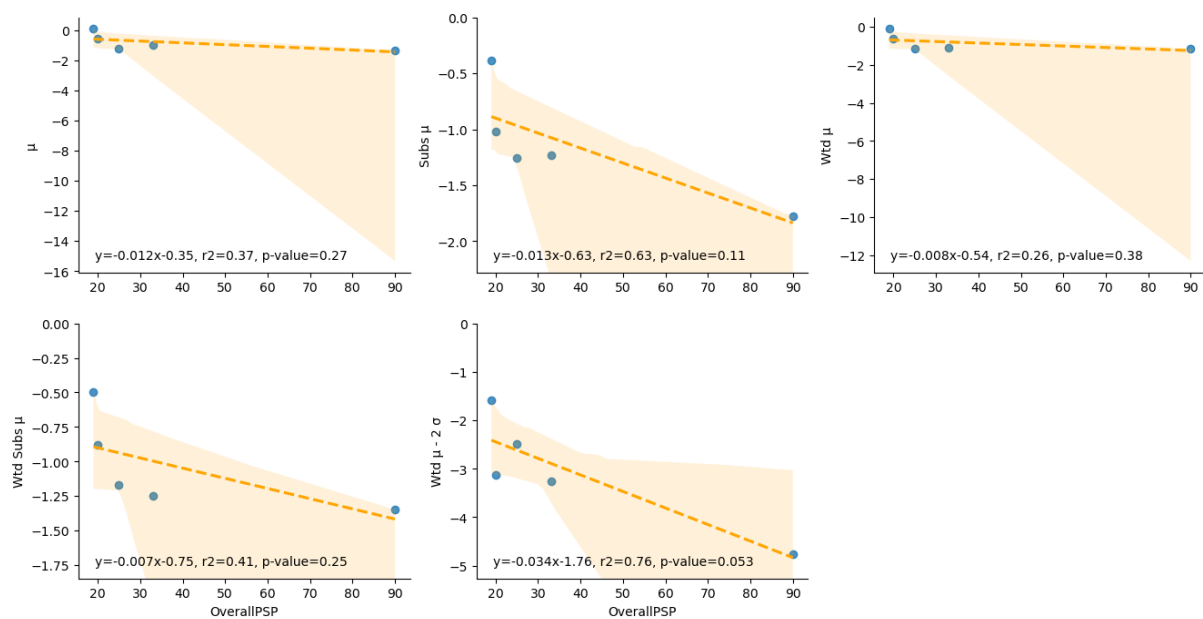 0
−2
−4
−6
−8
−10
−12
−14
−16
μ
20 30 40 50 60 70 80 90
y=-0.012x-0.35, r2=0.37, p-value=0.27
0.0
−0.5
−1.0
−1.5
−2.0
Subs μ
20 30 40 50 60 70 80 90
y=-0.013x-0.63, r2=0.63, p-value=0.11
0
−2
−4
−6
−8
−10
−12
Wtd μ
20 30 40 50 60 70 80 90
y=-0.008x-0.54, r2=0.26, p-value=0.38
0.00
−0.25
−0.50
−0.75
−1.00
−1.25
−1.50
−1.75
Wtd Subs μ
20 30 40 50 60 70 80 90
OverallPSP
y=-0.007x-0.75, r2=0.41, p-value=0.25
0
−1
−2
−3
−4
−5
Wtd μ - 2 σ
20 30 40 50 60 70 80 90
OverallPSP
y=-0.034x-1.76, r2=0.76, p-value=0.053